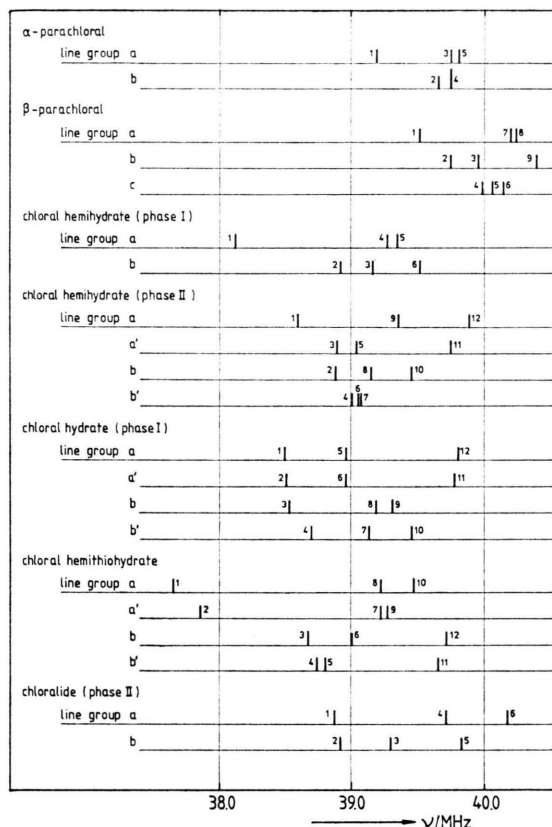 α-parachloral
line group a 1 3 5
b 2 4
β-parachloral
line group a 1 7 8
b 2 3 9
c 4 5 6
chloral hemihydrate (phase I)
line group a 1 4 5
b 2 3 6
chloral hemihydrate (phase II)
line group a 1 9 12
a' 3 5 11
b 2 8 10
b' 4 6 7
chloral hydrate (phase I)
line group a 1 5 12
a' 2 6 11
b 3 8 9
b' 4 7 10
chloral hemithiohydrate
line group a 1 8 10
a' 2 7 9
b 3 6 12
b' 4 5 11
chloralide (phase II)
line group a 1 4 6
b 2 3 5
38.0 39.0 40.0
ν/MHz